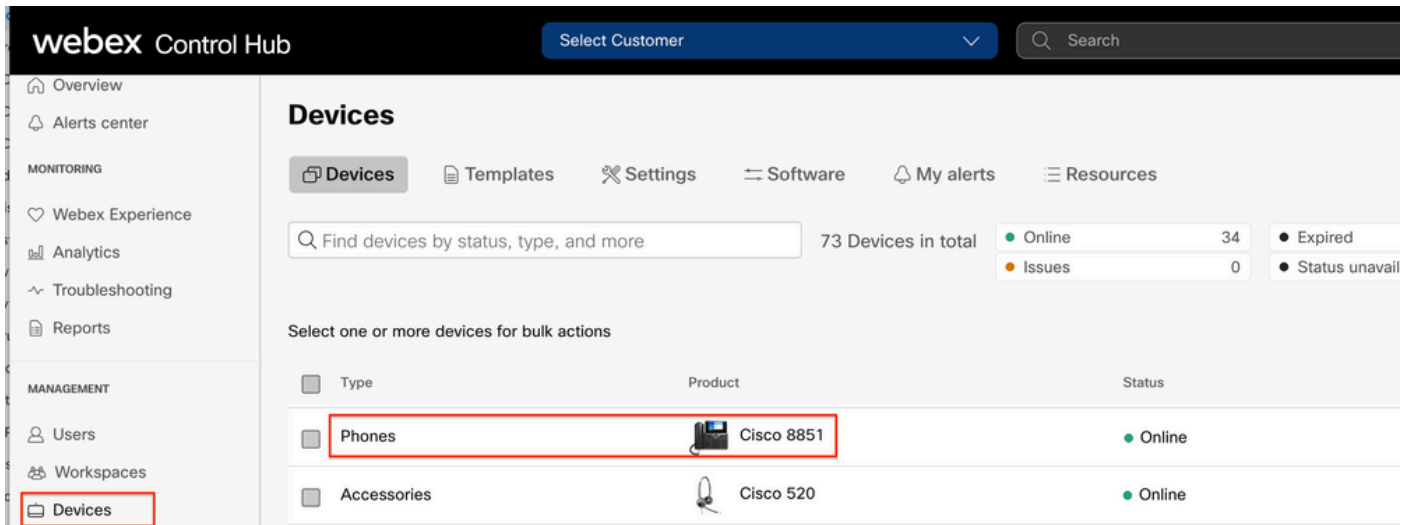 webex Control Hub
Select Customer
Search
Overview
Alerts center
MONITORING
Webex Experience
Analytics
Troubleshooting
Reports
MANAGEMENT
Users
Workspaces
Devices
Devices
Devices Templates Settings Software My alerts Resources
Find devices by status, type, and more
73 Devices in total
Online 34
Expired
Issues 0
Status unavail
Select one or more devices for bulk actions
Type Product Status
Phones Cisco 8851 Online
Accessories Cisco 520 Online